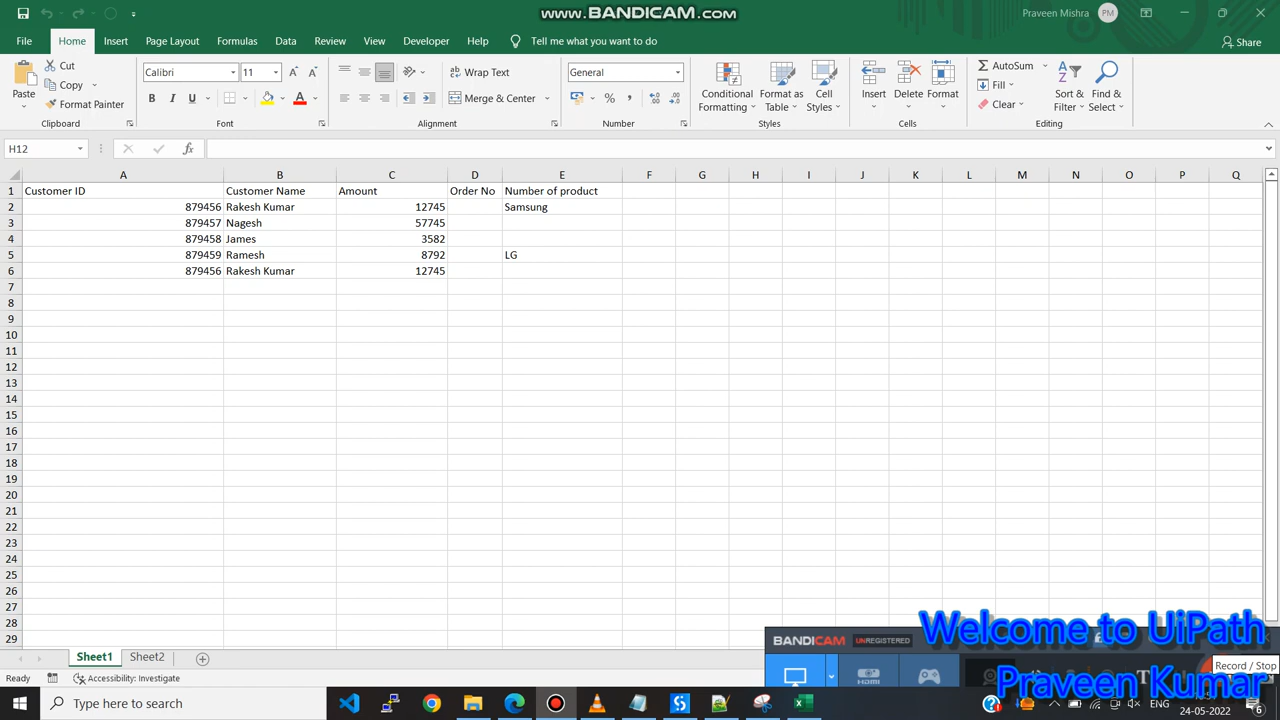 www.BANDICAM.com
Praveen Mishra PM
File Home Insert Page Layout Formulas Data Review View Developer Help Tell me what you want to do Share
Paste Cut Copy Format Painter Clipboard
Calibri 11 B I U A Font
Wrap Text Merge & Center Alignment
General % , Number
Conditional Formatting Format as Table Cell Styles Styles
Insert Delete Format Cells
AutoSum Fill Clear Sort & Filter Find & Select Editing
H12 fx
A B C D E F G H I J K L M N O P Q
1 Customer ID Customer Name Amount Order No Number of product
2 879456 Rakesh Kumar 12745 Samsung
3 879457 Nagesh 57745
4 879458 James 3582
5 879459 Ramesh 8792 LG
6 879456 Rakesh Kumar 12745
7
8
9
10
11
12
13
14
15
16
17
18
19
20
21
22
23
24
25
26
27
28
29
BANDICAM UNREGISTERED
Welcome to UiPath
Sheet1 Sheet2
Record / Stop
HDMI
Ready Accessibility: Investigate
Praveen Kumar
Type here to search
24-05-2022 6